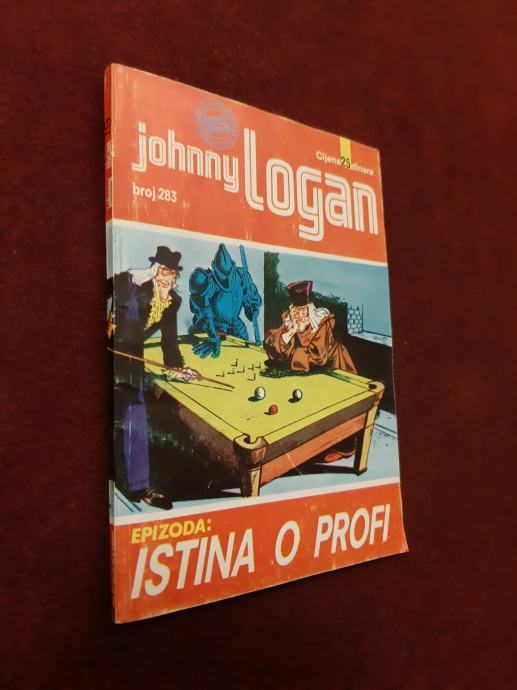 johnny logan
Cijena 25 dinara
broj 283
EPIZODA:
ISTINA O PROFI